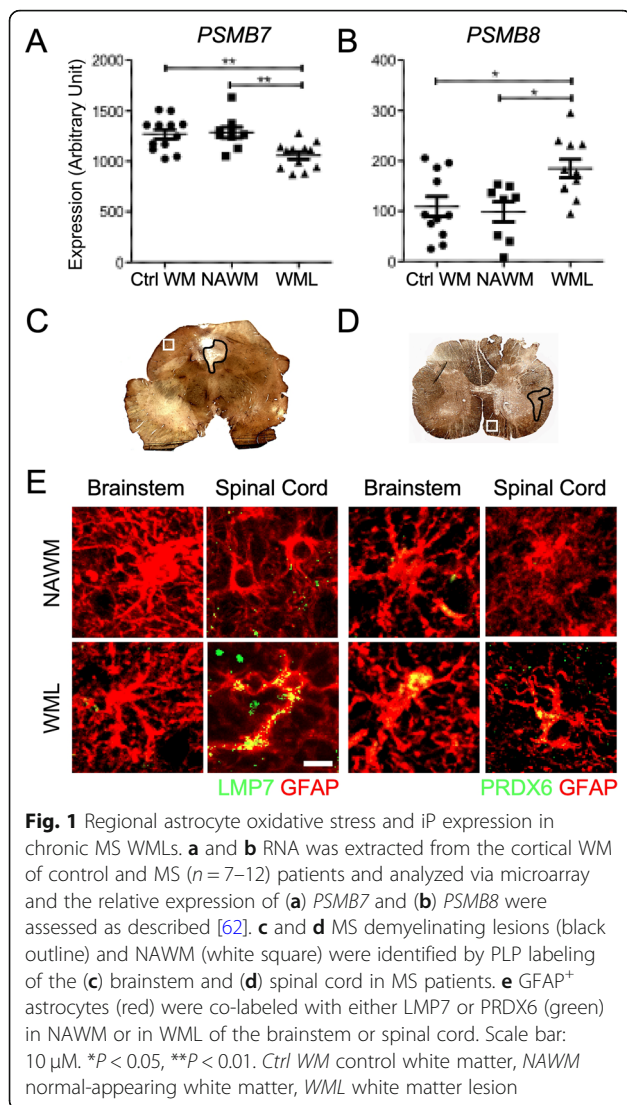 A PSMB7 B PSMB8
Expression (Arbitrary Unit)
2000
1500
1000
500
0
** **
Ctrl WM NAWM WML
400
300
200
100
0
* *
Ctrl WM NAWM WML
C D
E Brainstem Spinal Cord Brainstem Spinal Cord
NAWM
WML
LMP7 GFAP PRDX6 GFAP
Fig. 1 Regional astrocyte oxidative stress and iP expression in
chronic MS WMLs. a and b RNA was extracted from the cortical WM
of control and MS (n = 7–12) patients and analyzed via microarray
and the relative expression of (a) PSMB7 and (b) PSMB8 were
assessed as described [62]. c and d MS demyelinating lesions (black
outline) and NAWM (white square) were identified by PLP labeling
of the (c) brainstem and (d) spinal cord in MS patients. e GFAP+
astrocytes (red) were co-labeled with either LMP7 or PRDX6 (green)
in NAWM or in WML of the brainstem or spinal cord. Scale bar:
10 μM. *P < 0.05, **P < 0.01. Ctrl WM control white matter, NAWM
normal-appearing white matter, WML white matter lesion